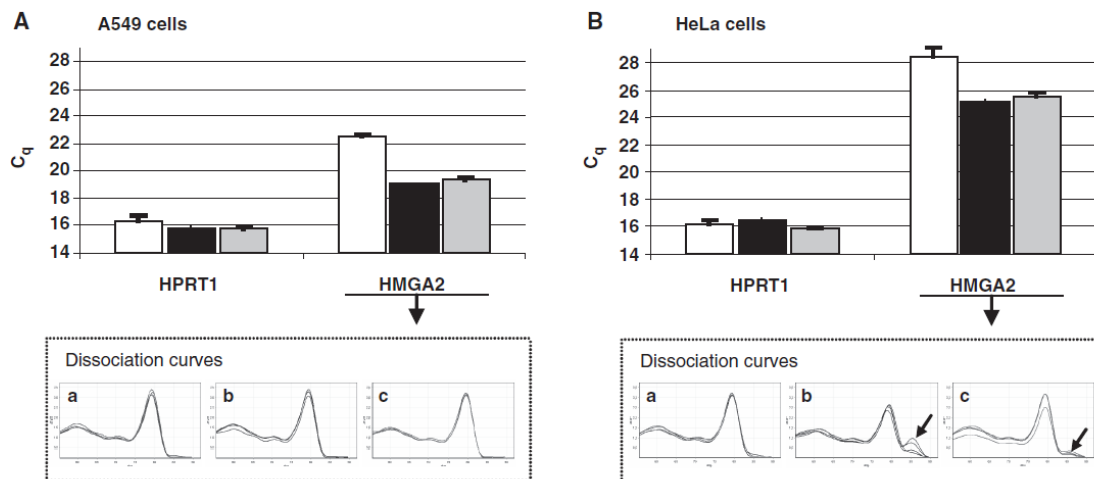 A A549 cells
28
26
24
22
20
18
16
14
Cq
HPRT1 HMGA2
Dissociation curves
a b c
B HeLa cells
28
26
24
22
20
18
16
14
Cq
HPRT1 HMGA2
Dissociation curves
a b c